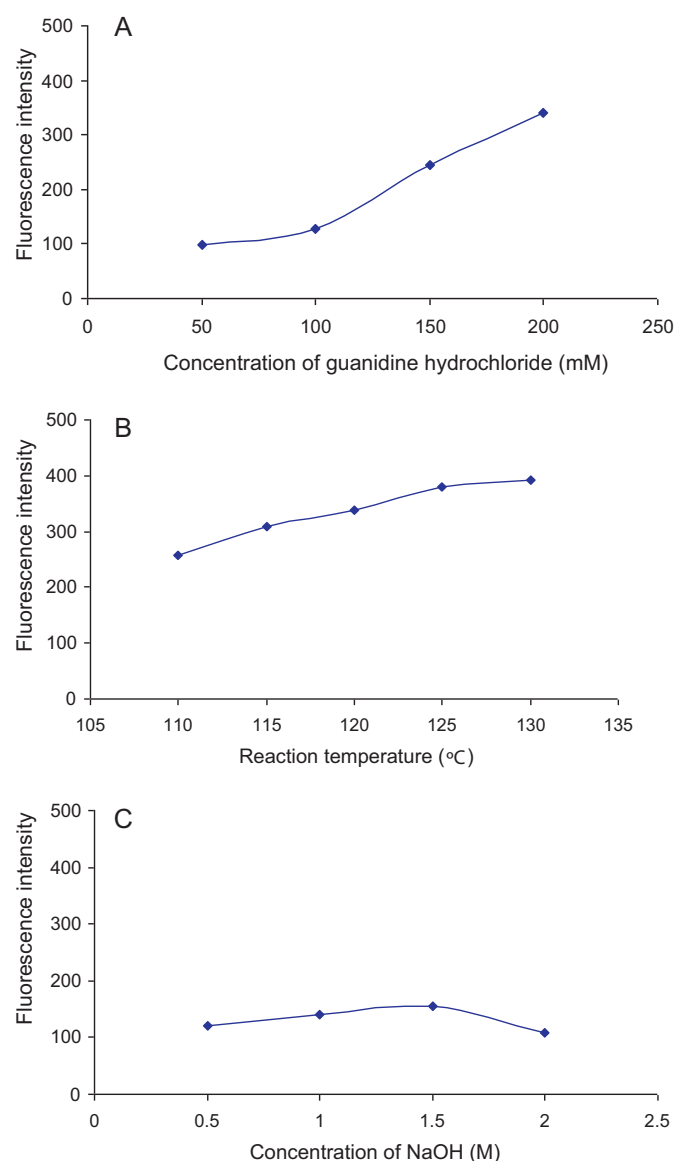 A
500
400
300
200
100
0
0 50 100 150 200 250
Fluorescence intensity
Concentration of guanidine hydrochloride (mM)
B
500
400
300
200
100
0
105 110 115 120 125 130 135
Fluorescence intensity
Reaction temperature (°C)
C
500
400
300
200
100
0
0 0.5 1 1.5 2 2.5
Fluorescence intensity
Concentration of NaOH (M)